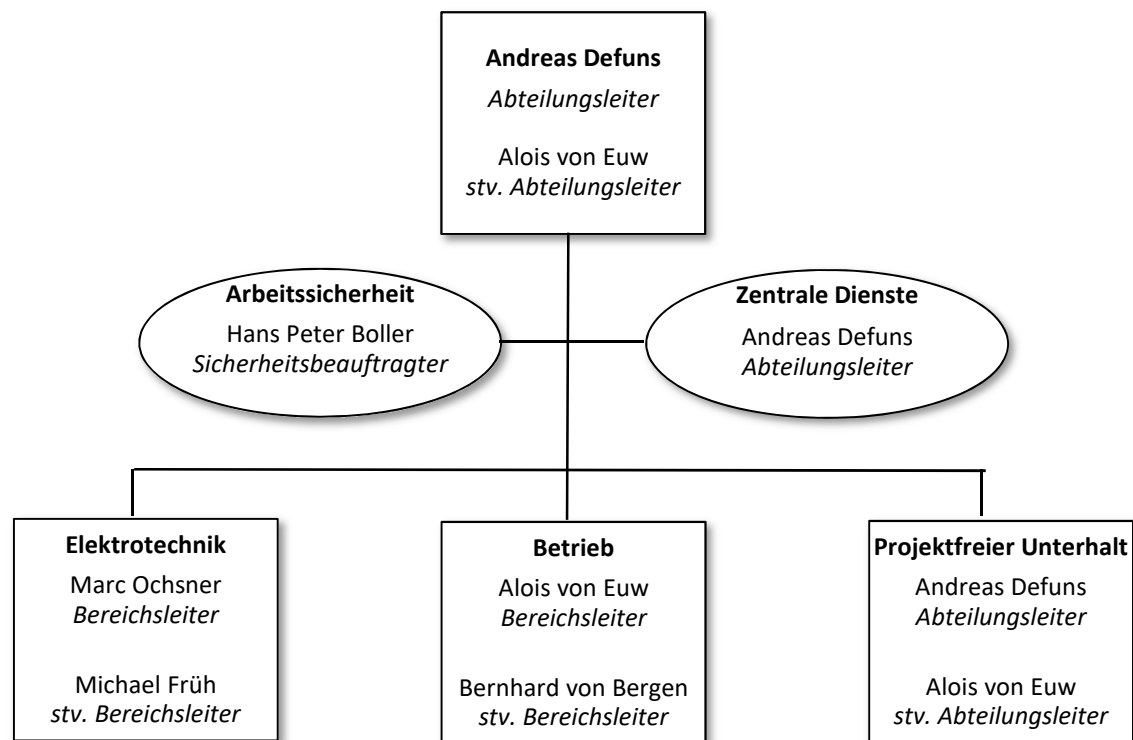 Andreas Defuns
Abteilungsleiter
Alois von Euw
stv. Abteilungsleiter
Arbeitssicherheit
Hans Peter Boller
Sicherheitsbeauftragter
Zentrale Dienste
Andreas Defuns
Abteilungsleiter
Elektrotechnik
Marc Ochsner
Bereichsleiter
Michael Früh
stv. Bereichsleiter
Betrieb
Alois von Euw
Bereichsleiter
Bernhard von Bergen
stv. Bereichsleiter
Projektfreier Unterhalt
Andreas Defuns
Abteilungsleiter
Alois von Euw
stv. Abteilungsleiter